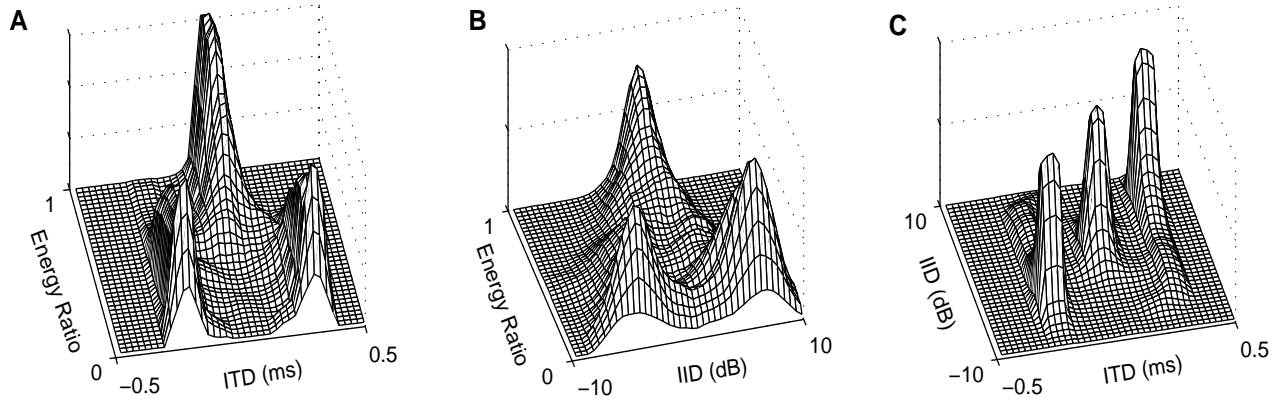 A
1
Energy Ratio
0
−0.5
ITD (ms)
0.5
B
1
Energy Ratio
0
−10
IID (dB)
10
C
10
IID (dB)
−10
−0.5
ITD (ms)
0.5